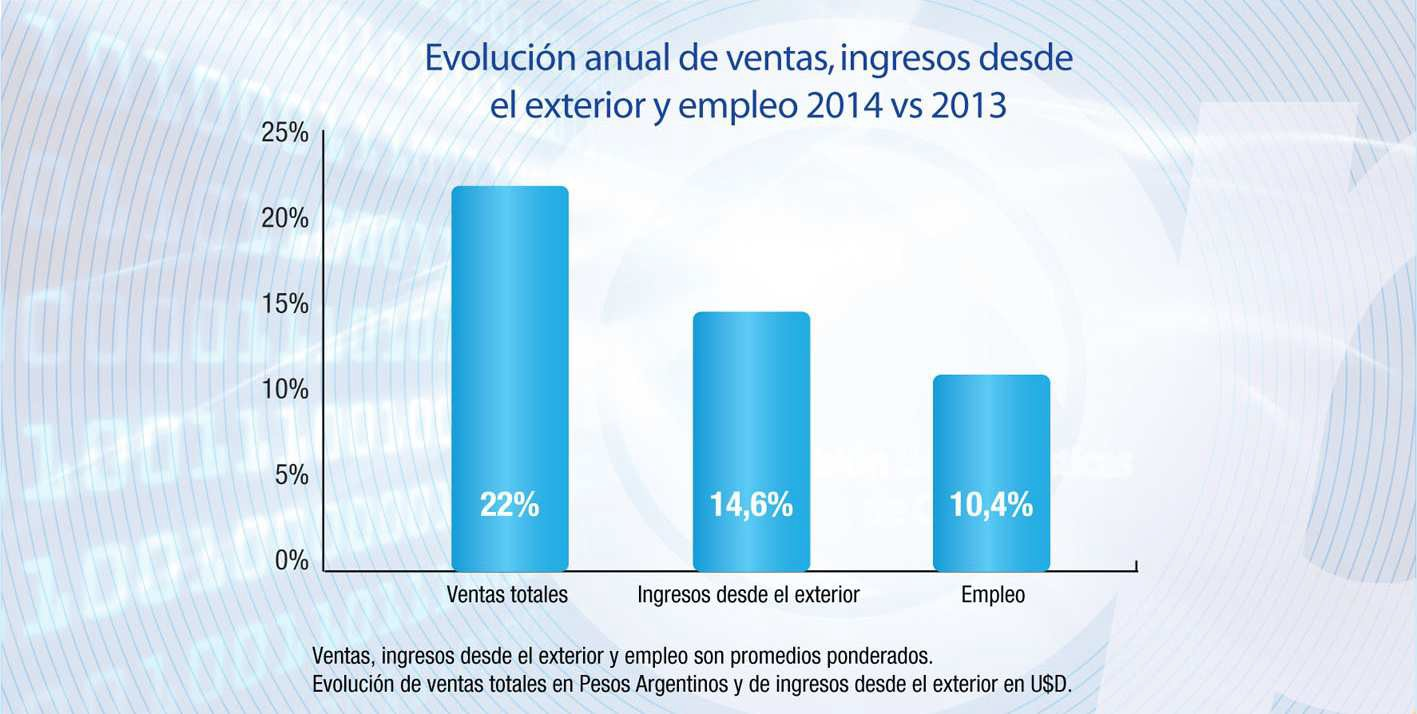 Evolución anual de ventas, ingresos desde
el exterior y empleo 2014 vs 2013
25%
20%
15%
10%
5%
0%
22%
14,6%
10,4%
Ventas totales
Ingresos desde el exterior
Empleo
Ventas, ingresos desde el exterior y empleo son promedios ponderados.
Evolución de ventas totales en Pesos Argentinos y de ingresos desde el exterior en U$D.